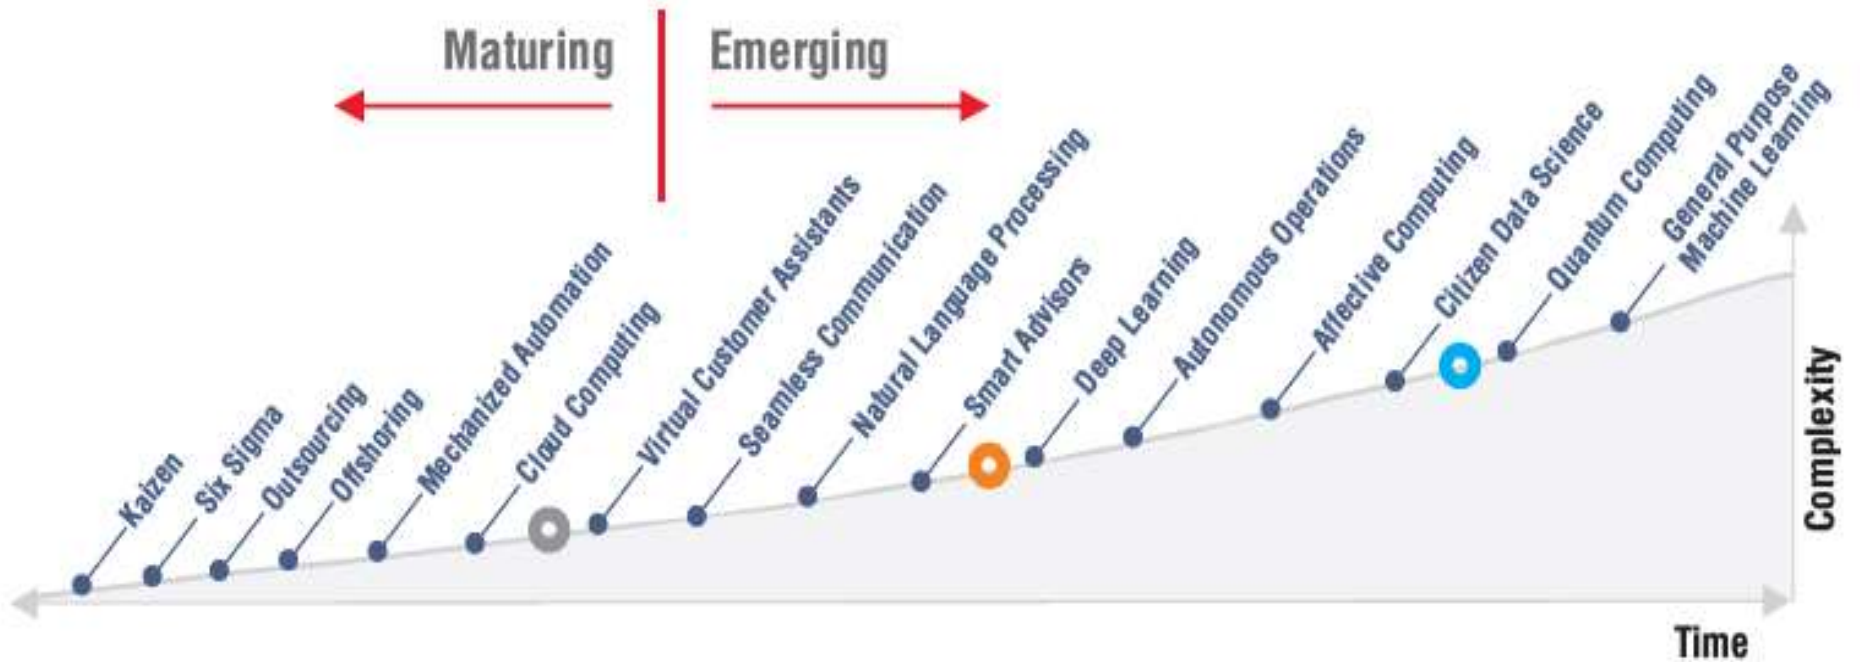 Maturing
Emerging
Kaizen
Six Sigma
Outsourcing
Offshoring
Mechanized Automation
Cloud Computing
Virtual Customer Assistants
Seamless Communication
Natural Language Processing
Smart Advisors
Deep Learning
Autonomous Operations
Affective Computing
Citizen Data Science
Quantum Computing
General Purpose
Machine Learning
Complexity
Time